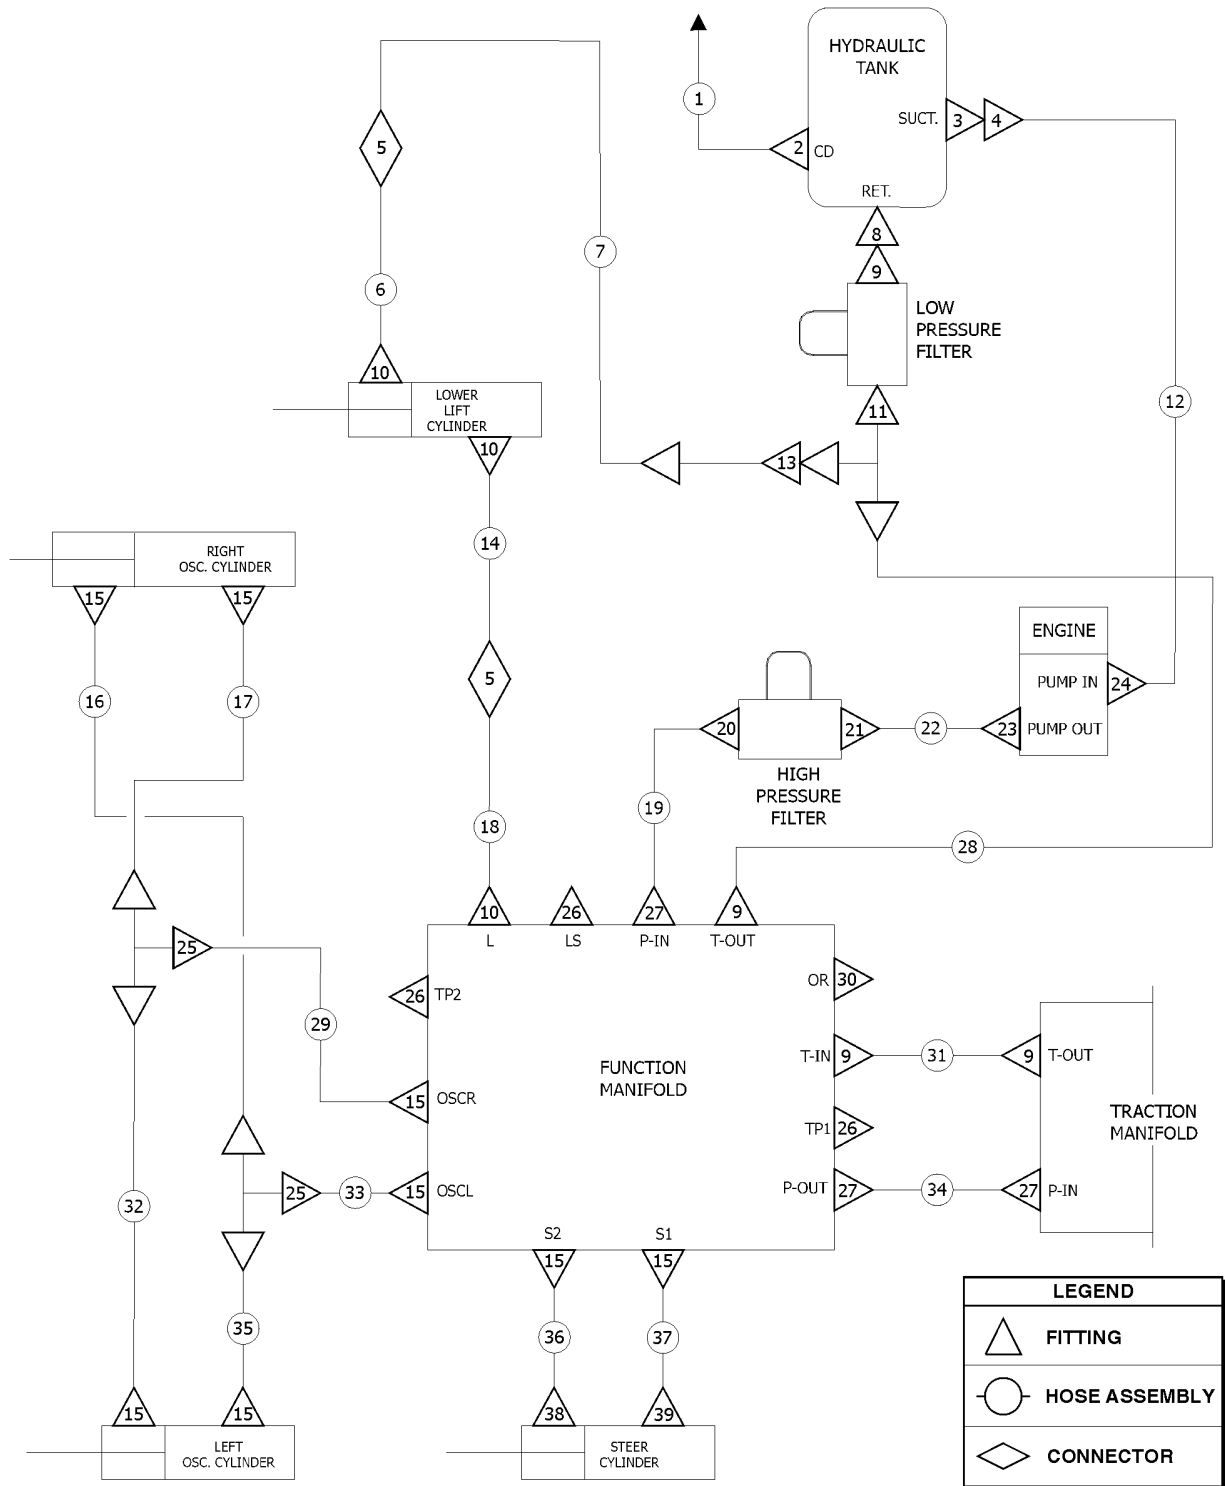 HYDRAULIC
TANK
1
SUCT.
3
4
2
CD
5
RET.
8
7
9
6
LOW
PRESSURE
FILTER
10
LOWER
LIFT
CYLINDER
11
12
10
13
14
RIGHT
OSC. CYLINDER
15
15
ENGINE
5
PUMP IN
24
16
17
20
21
22
23
PUMP OUT
HIGH
PRESSURE
FILTER
19
18
28
10
26
27
9
L
LS
P-IN
T-OUT
25
OR
30
26
TP2
29
T-IN
9
31
9
T-OUT
FUNCTION
MANIFOLD
15
OSCR
TRACTION
MANIFOLD
TP1
26
25
33
15
OSCL
P-OUT
27
34
27
P-IN
32
S2
S1
15
15
LEGEND
35
36
37
FITTING
HOSE ASSEMBLY
15
15
38
39
LEFT
OSC. CYLINDER
STEER
CYLINDER
CONNECTOR